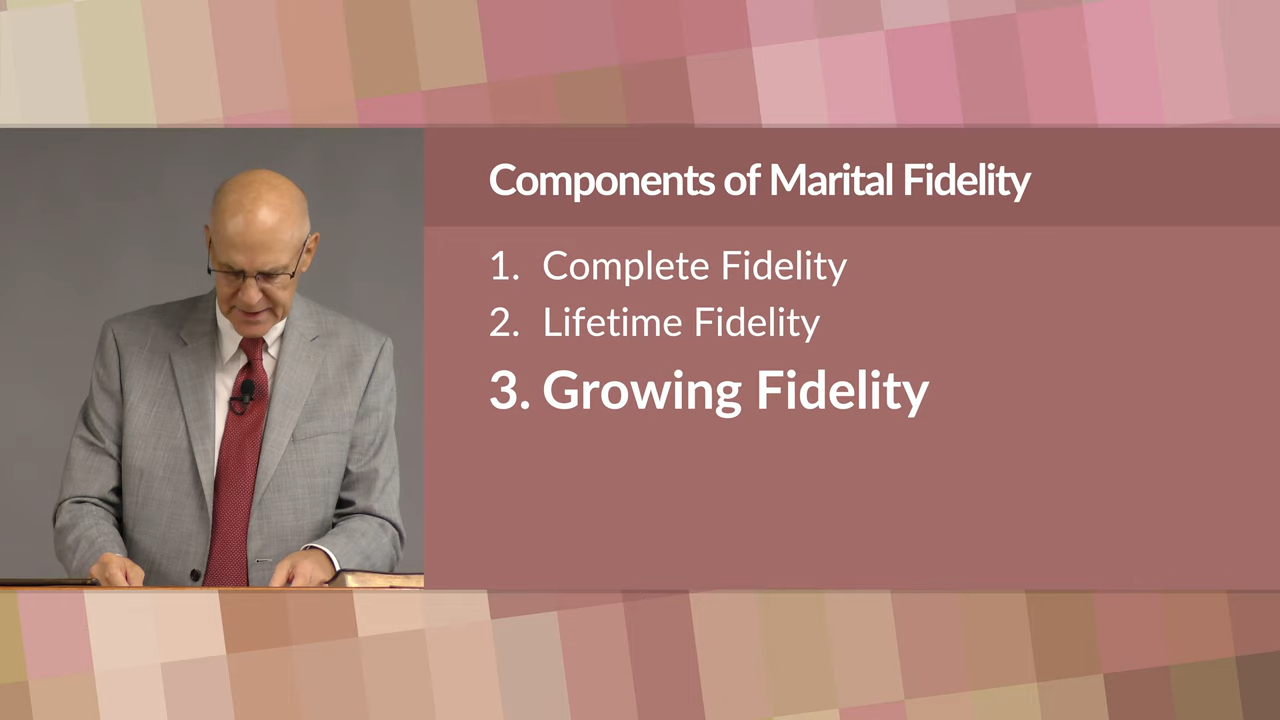 Components of Marital Fidelity
1. Complete Fidelity
2. Lifetime Fidelity
3. Growing Fidelity